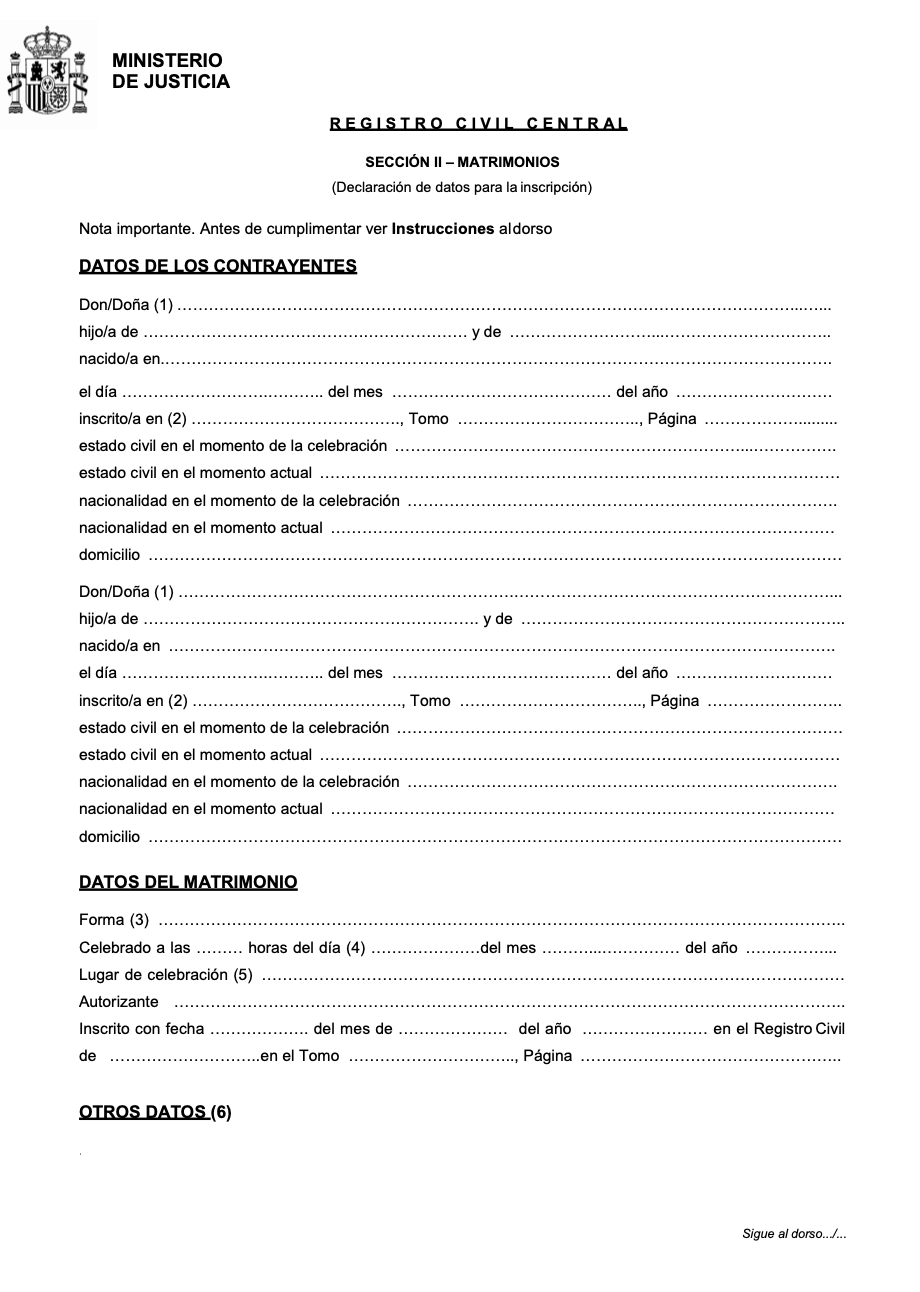 MINISTERIO
DE JUSTICIA
REGISTRO CIVIL CENTRAL
SECCIÓN II – MATRIMONIOS
(Declaración de datos para la inscripción)
Nota importante. Antes de cumplimentar ver Instrucciones al dorso
DATOS DE LOS CONTRAYENTES
Don/Doña (1) ……………………………………………………………………………………………………………...…...
hijo/a de ……………………………………………………… y de ……………………………………………………..
nacido/a en……………………………………………………………………………………………………………………
el día ………………………………….. del mes …………………………………… del año …………………………
inscrito/a en (2) …………………………………., Tomo …………………………….., Página ……………….........
estado civil en el momento de la celebración ……………………………………………………………………….
estado civil en el momento actual ………………………………………………………………………………………
nacionalidad en el momento de la celebración ……………………………………………………………………….
nacionalidad en el momento actual ……………………………………………………………………………………
domicilio ……………………………………………………………………………………………………………………
Don/Doña (1) ………………………………………………………………………………………………………………...
hijo/a de ………………………………………………………. y de ……………………………………………………..
nacido/a en ………………………………………………………………………………………………………………….
el día ………………………………….. del mes …………………………………… del año …………………………
inscrito/a en (2) …………………………………., Tomo ……………………………., Página ……………………..
estado civil en el momento de la celebración …………………………………………………………………………
estado civil en el momento actual ………………………………………………………………………………………
nacionalidad en el momento de la celebración ……………………………………………………………………….
nacionalidad en el momento actual ……………………………………………………………………………………
domicilio ……………………………………………………………………………………………………………………
DATOS DEL MATRIMONIO
Forma (3) ……………………………………………………………………………………………………………………..
Celebrado a las ……… horas del día (4) …………………del mes ………...…………… del año ……………...
Lugar de celebración (5) …………………………………………………………………………………………………
Autorizante ………………………………………………………………………………………………………………..
Inscrito con fecha ………………. del mes de ………………… del año …………………… en el Registro Civil
de ………………………..en el Tomo ………………………….., Página …………………………………………..
OTROS DATOS (6)
.
Sigue al dorso.../...